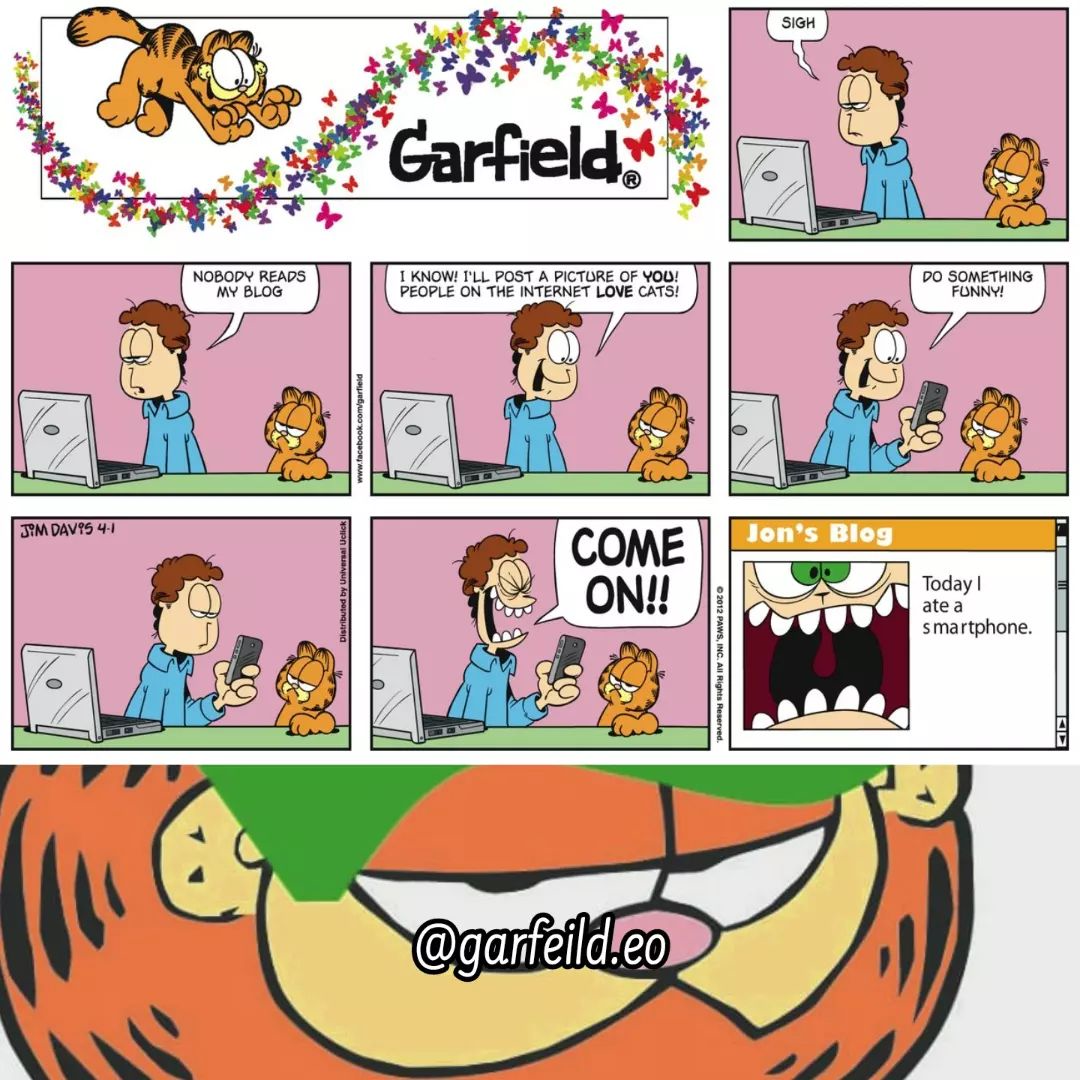 Garfield®
SIGH
NOBODY READS
MY BLOG
www.facebook.com/garfield
I KNOW! I'LL POST A PICTURE OF YOU!
PEOPLE ON THE INTERNET LOVE CATS!
DO SOMETHING
FUNNY!
JIM DAVIS 4-1
Distributed by Universal Uclick
COME
ON!!
© 2012 PAWS, INC. All Rights Reserved.
Jon's Blog
Today I
ate a
smartphone.
@garfeild.eo